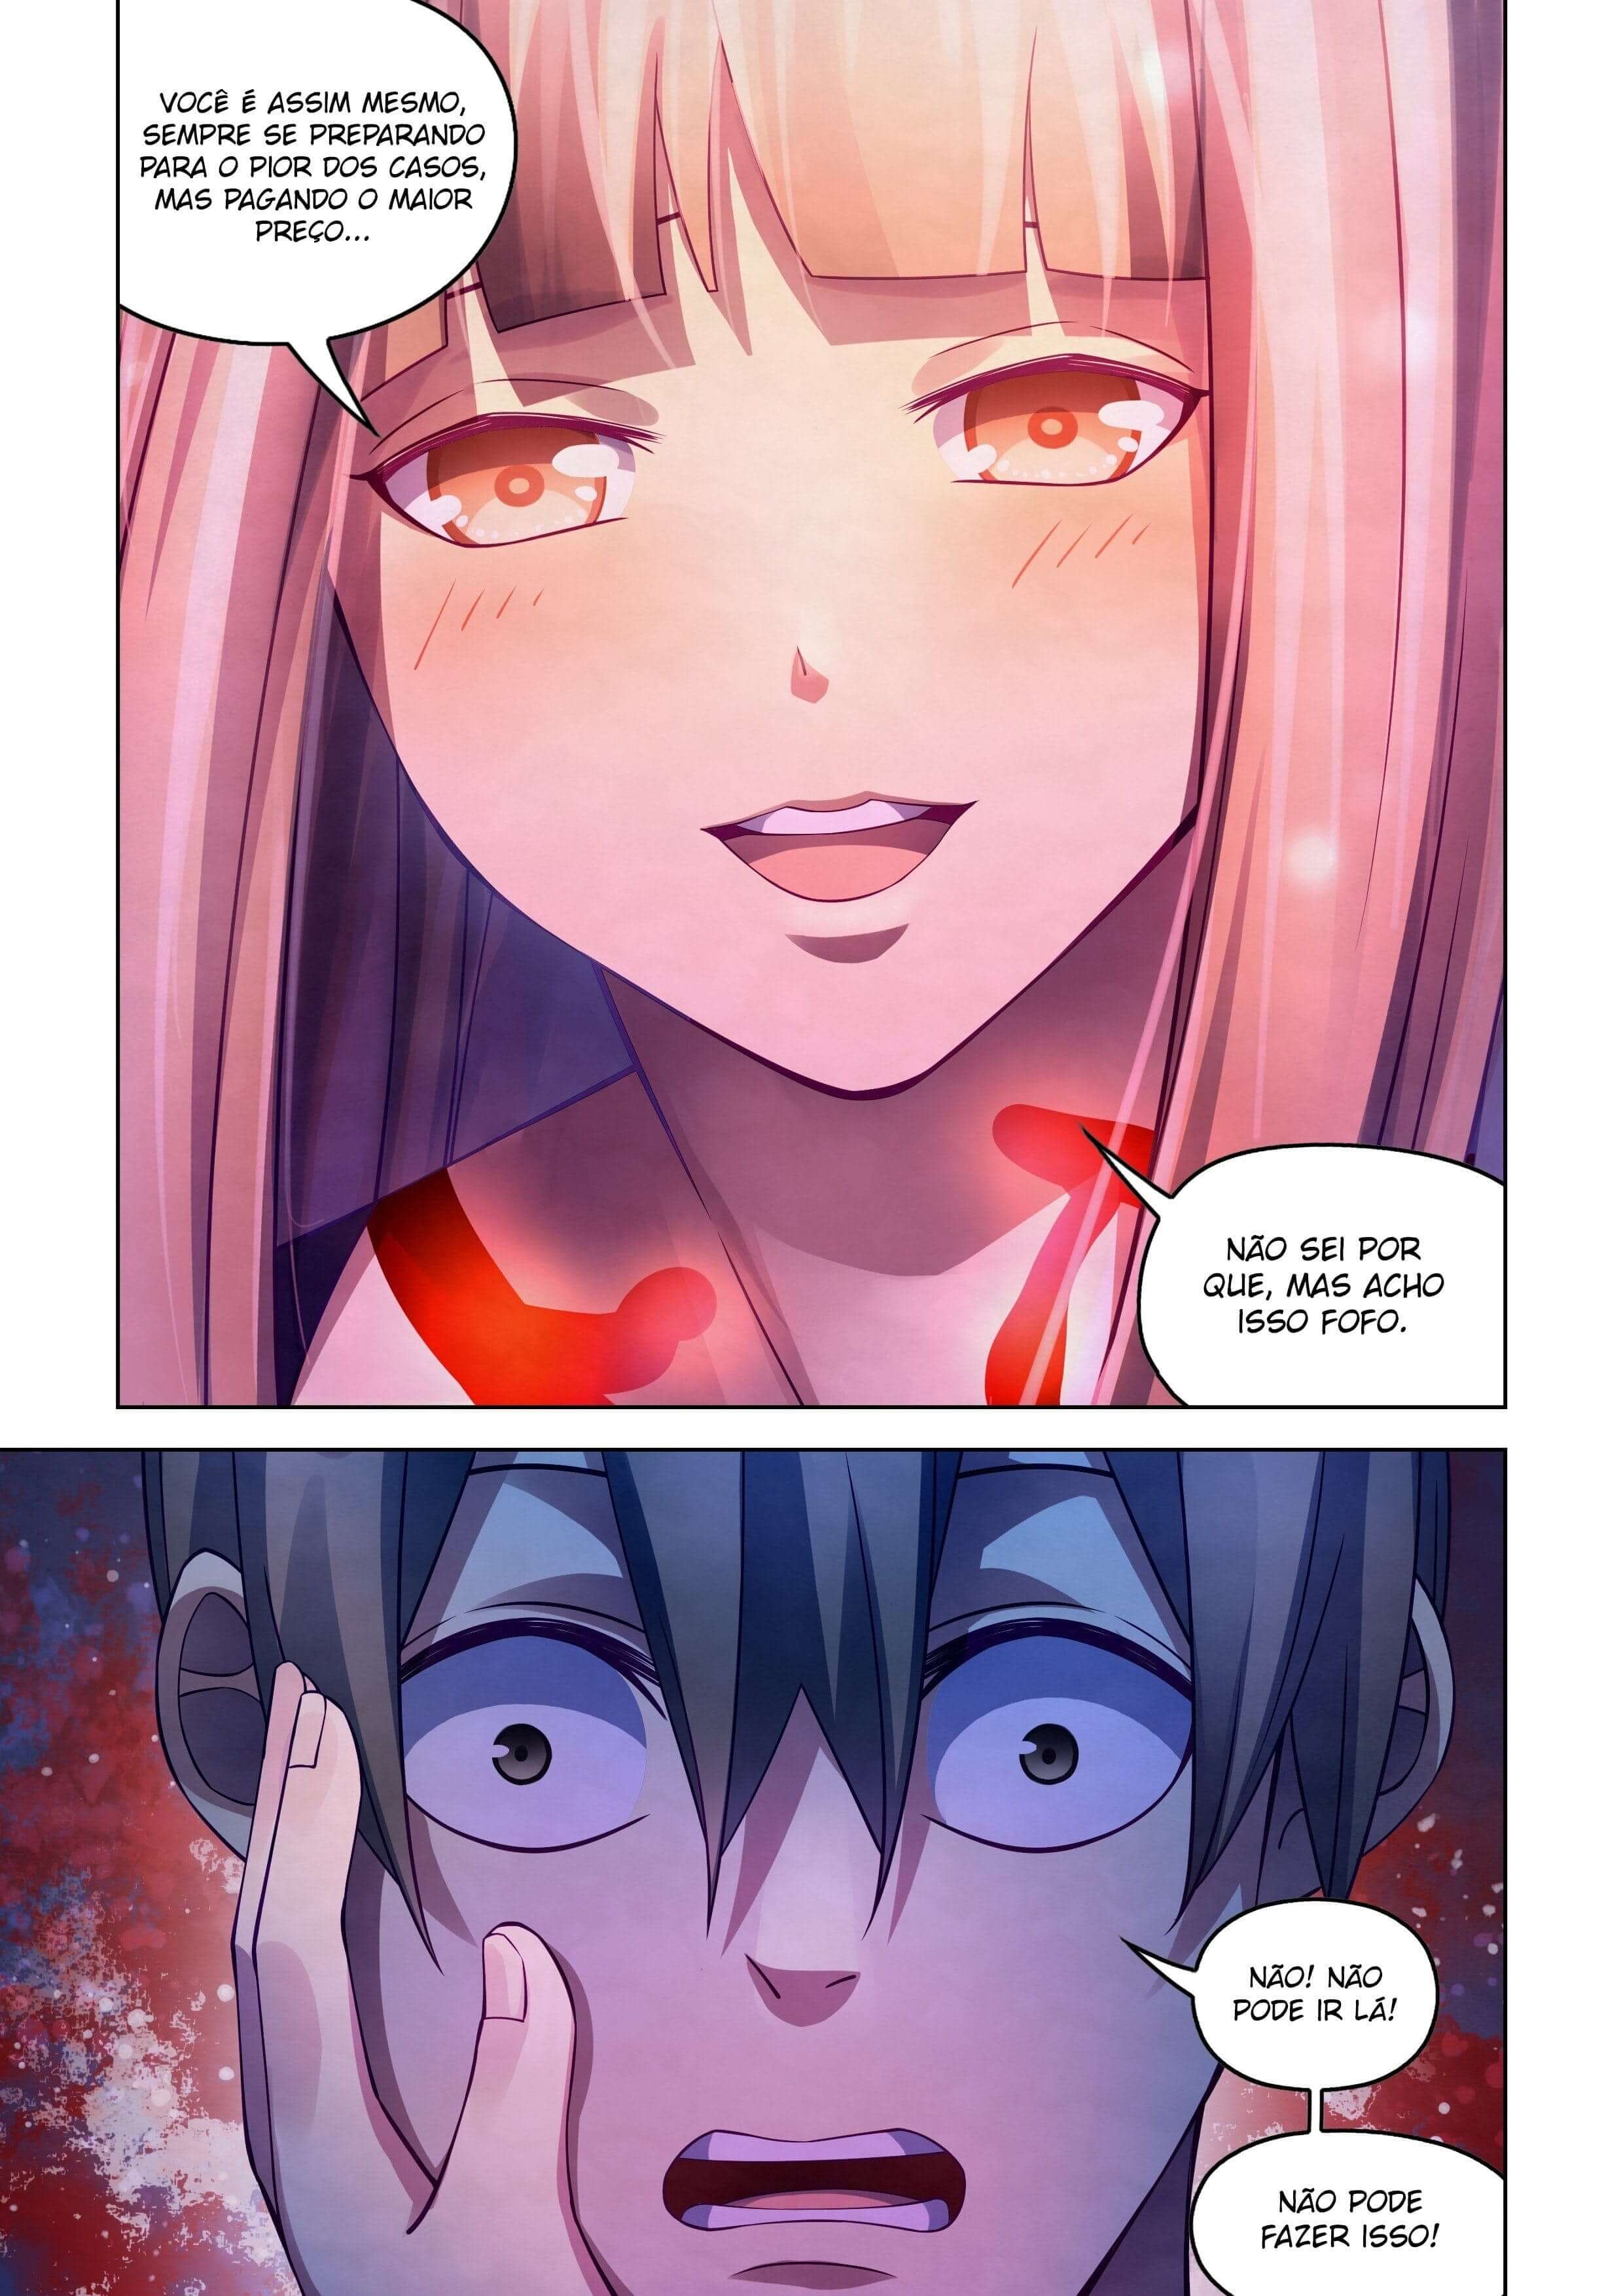 VOCÊ É ASSIM MESMO,
SEMPRE SE PREPARANDO
PARA O PIOR DOS CASOS,
MAS PAGANDO O MAIOR
PREÇO...
NÃO SEI POR
QUE, MAS ACHO
ISSO FOFO.
NÃO! NÃO
PODE IR LÁ!
NÃO PODE
FAZER ISSO!